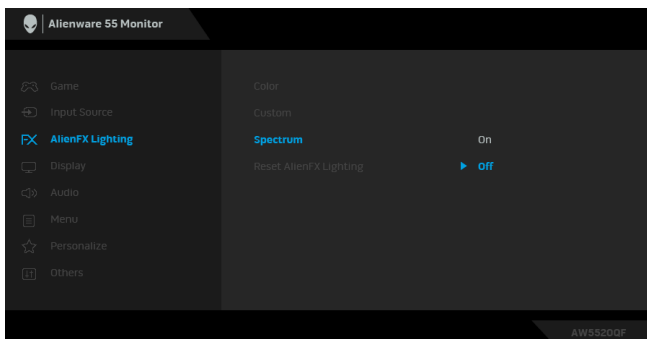 Alienware 55 Monitor
Game
Color
Input Source
Custom
FX AlienFX Lighting
Spectrum On
Display
Reset AlienFX Lighting Off
Audio
Menu
Personalize
Others
AW5520QF